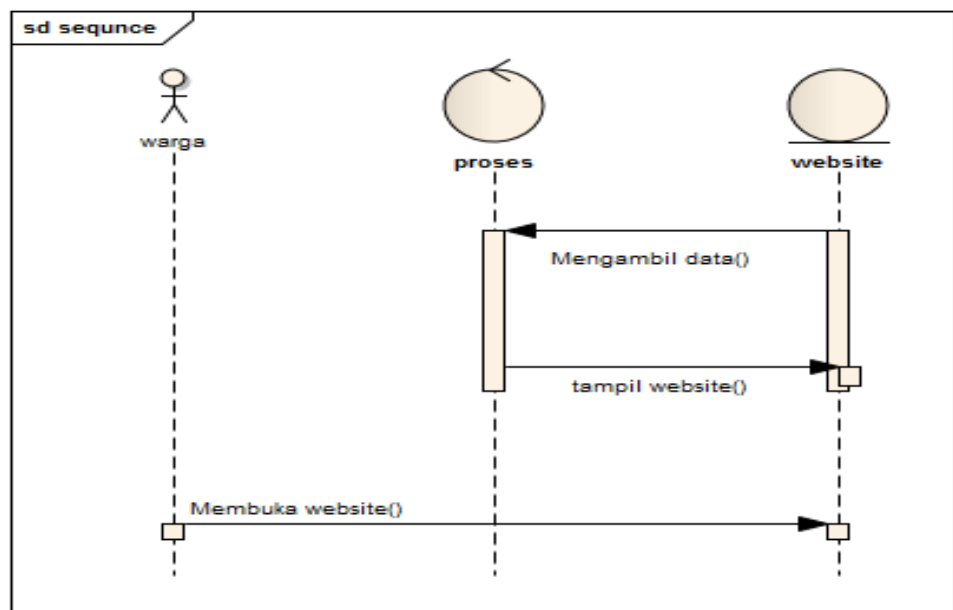 sd sequnce
warga
proses
website
Mengambil data()
tampil website()
Membuka website()